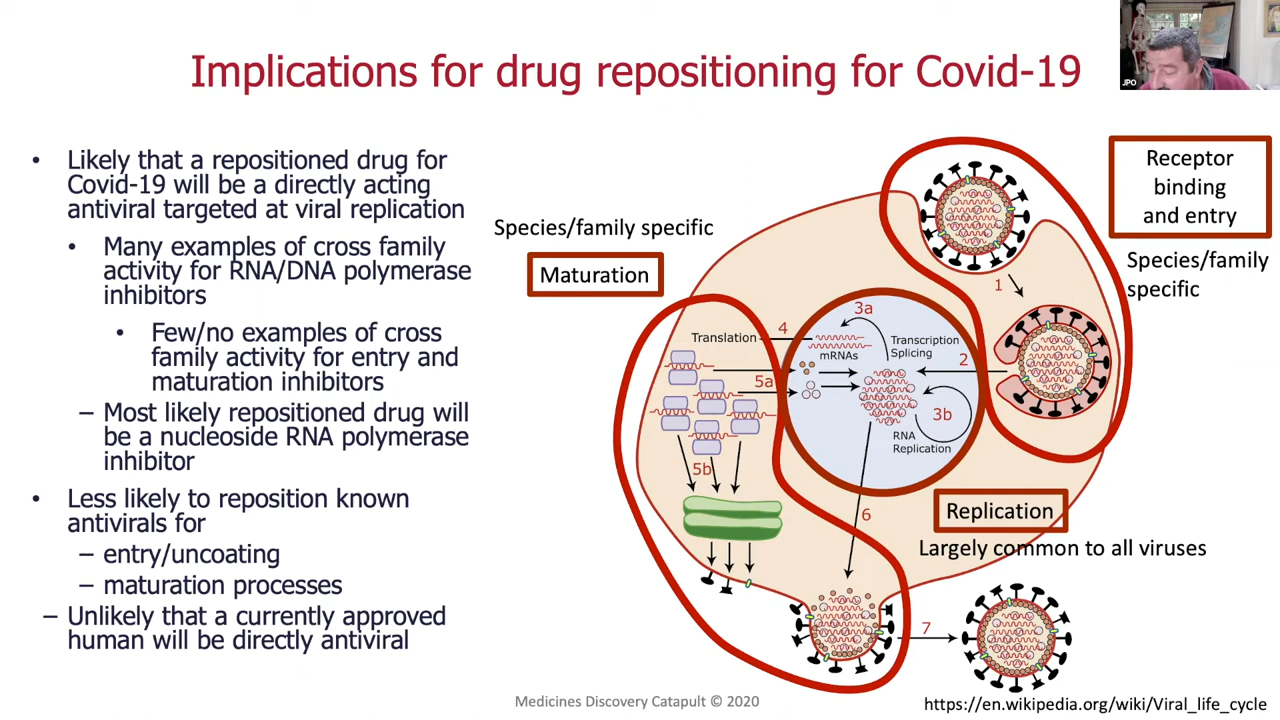 Implications for drug repositioning for Covid-19
JPO
• Likely that a repositioned drug for
Covid-19 will be a directly acting
antiviral targeted at viral replication
• Many examples of cross family
activity for RNA/DNA polymerase
inhibitors
• Few/no examples of cross
family activity for entry and
maturation inhibitors
– Most likely repositioned drug will
be a nucleoside RNA polymerase
inhibitor
• Less likely to reposition known
antivirals for
– entry/uncoating
– maturation processes
– Unlikely that a currently approved
human will be directly antiviral
Species/family specific
Maturation
Receptor
binding
and entry
Species/family
specific
1
2
3a
mRNAs
Transcription
Splicing
3b
RNA
Replication
4
Translation
5a
5b
6
7
Replication
Largely common to all viruses
Medicines Discovery Catapult © 2020
https://en.wikipedia.org/wiki/Viral_life_cycle